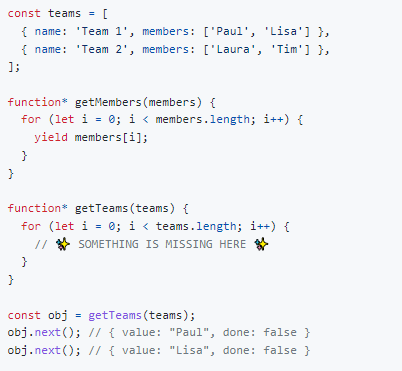 const teams = [
  { name: 'Team 1', members: ['Paul', 'Lisa'] },
  { name: 'Team 2', members: ['Laura', 'Tim'] },
];

function* getMembers(members) {
  for (let i = 0; i < members.length; i++) {
    yield members[i];
  }
}

function* getTeams(teams) {
  for (let i = 0; i < teams.length; i++) {
    // ✨ SOMETHING IS MISSING HERE ✨
  }
}

const obj = getTeams(teams);
obj.next(); // { value: "Paul", done: false }
obj.next(); // { value: "Lisa", done: false }